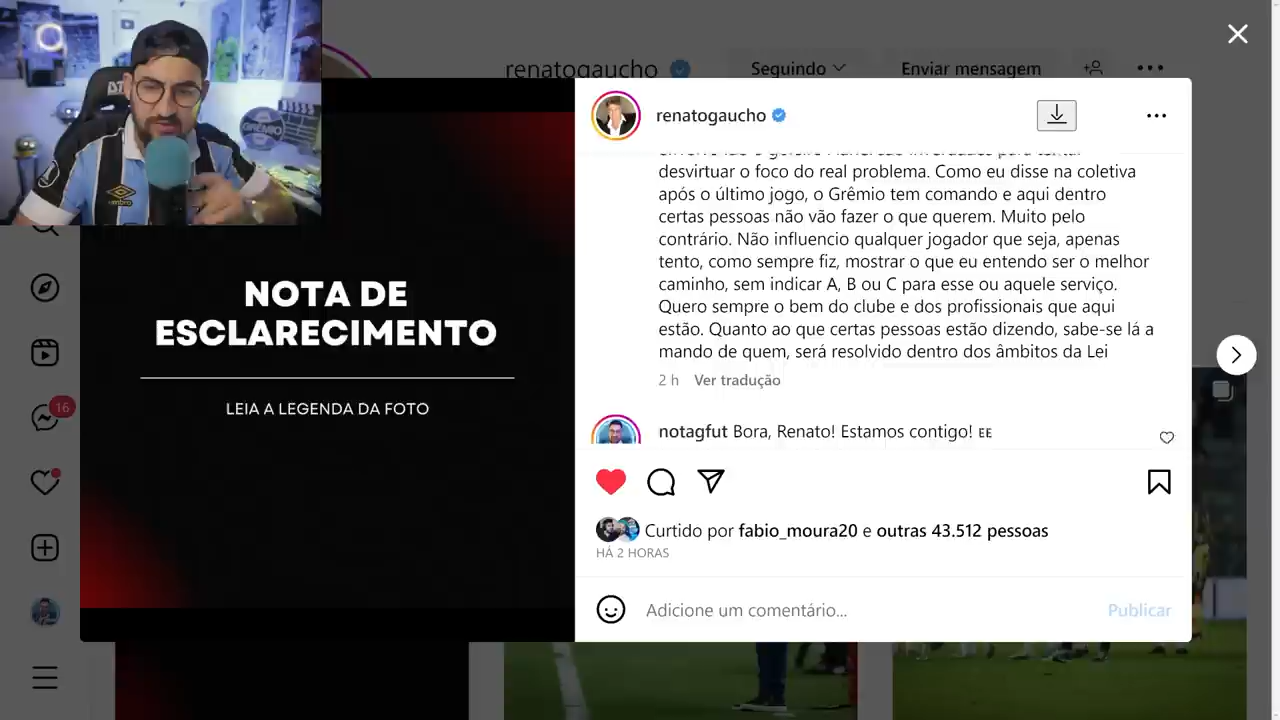 renatogaucho
Seguindo
Enviar mensagem
renatogaucho
desvirtuar o foco do real problema. Como eu disse na coletiva
após o último jogo, o Grêmio tem comando e aqui dentro
certas pessoas não vão fazer o que querem. Muito pelo
contrário. Não influencio qualquer jogador que seja, apenas
tento, como sempre fiz, mostrar o que eu entendo ser o melhor
caminho, sem indicar A, B ou C para esse ou aquele serviço.
Quero sempre o bem do clube e dos profissionais que aqui
estão. Quanto ao que certas pessoas estão dizendo, sabe-se lá a
mando de quem, será resolvido dentro dos âmbitos da Lei
2 h Ver tradução
notagfut Bora, Renato! Estamos contigo! EE
Curtido por fabio_moura20 e outras 43.512 pessoas
HÁ 2 HORAS
Adicione um comentário...
Publicar
NOTA DE
ESCLARECIMENTO
LEIA A LEGENDA DA FOTO
16
GRÊMIO
umbro